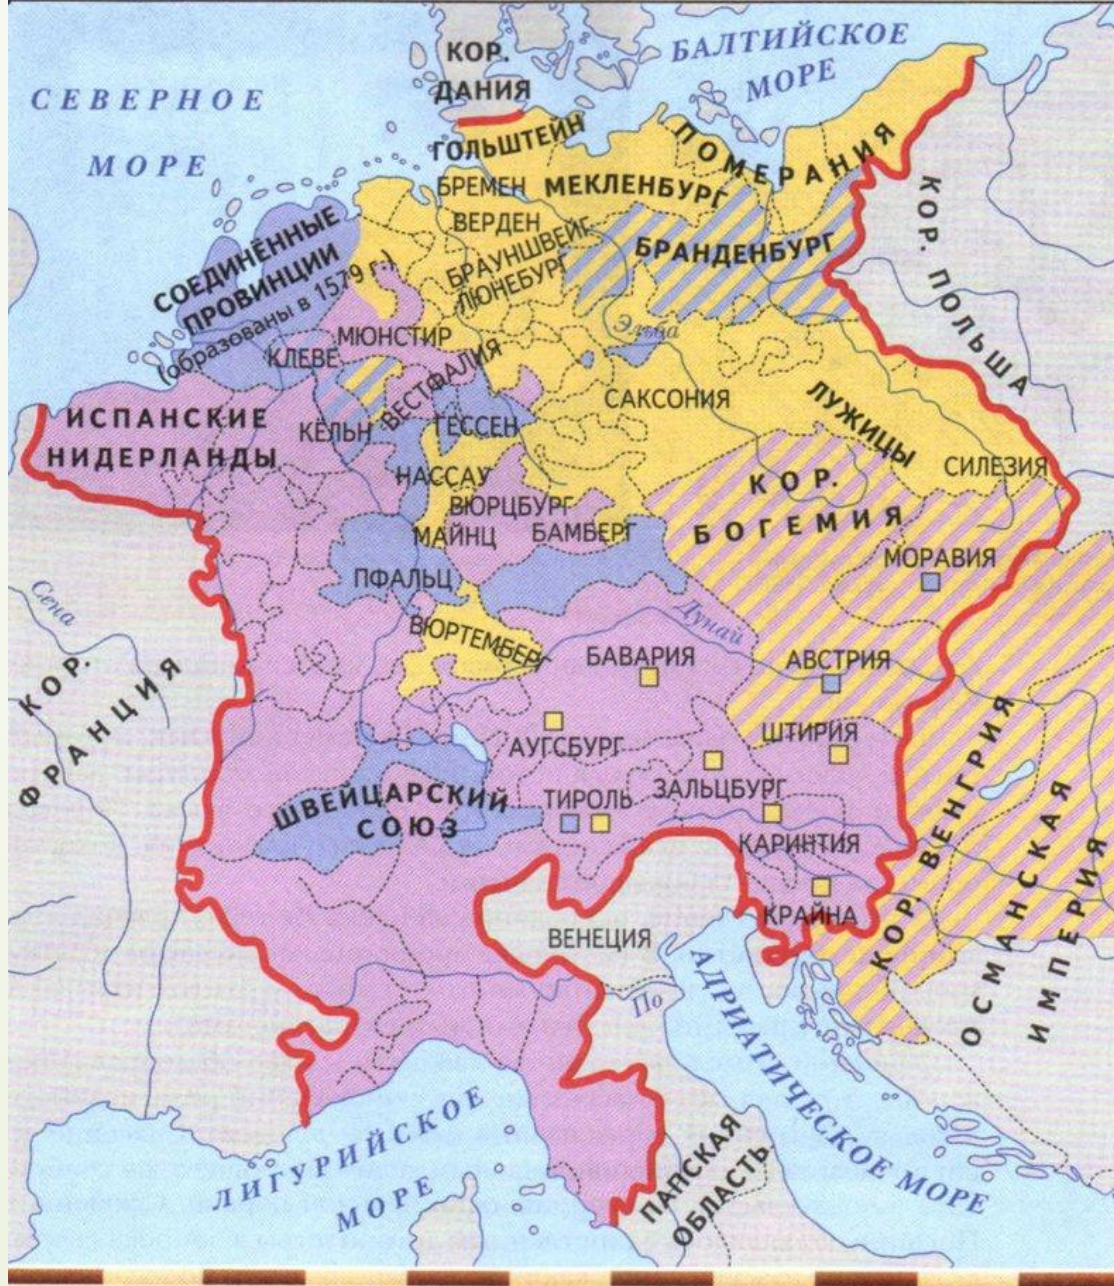 СЕВЕРНОЕ
МОРЕ
КОР.
ДАНИЯ
БАЛТИЙСКОЕ
МОРЕ
ГОЛЬШТЕЙН
ПОМЕРАНИЯ
БРЕМЕН
МЕКЛЕНБУРГ
ВЕРДЕН
БРАНДЕНБУРГ
КОР. ПОЛЬША
СОЕДИНЁННЫЕ
ПРОВИНЦИИ
(образованы в 1579 г.)
БРАУНШВЕЙГ
ЛЮНЕБУРГ
МЮНСТИР
Эльба
КЛЕВЕ
ВЕСТФАЛИЯ
САКСОНИЯ
ЛУЖИЦЫ
ИСПАНСКИЕ
НИДЕРЛАНДЫ
КЁЛЬН
ГЕССЕН
НАССАУ
СИЛЕЗИЯ
КОР.
БОГЕМИЯ
ВЮРЦБУРГ
МАЙНЦ
БАМБЕРГ
МОРАВИЯ
ПФАЛЬЦ
Сена
Дунай
ВЮРТЕМБЕРГ
БАВАРИЯ
АВСТРИЯ
КОР.
ФРАНЦИЯ
АУГСБУРГ
ШТИРИЯ
ШВЕЙЦАРСКИЙ
СОЮЗ
ТИРОЛЬ
ЗАЛЬЦБУРГ
КАРИНТИЯ
КРАЙНА
КОР. ВЕНГРИЯ
ОСМАНСКАЯ
ИМПЕРИЯ
ВЕНЕЦИЯ
По
АДРИАТИЧЕСКОЕ МОРЕ
ЛИГУРИЙСКОЕ
МОРЕ
ПАПСКАЯ
ОБЛАСТЬ